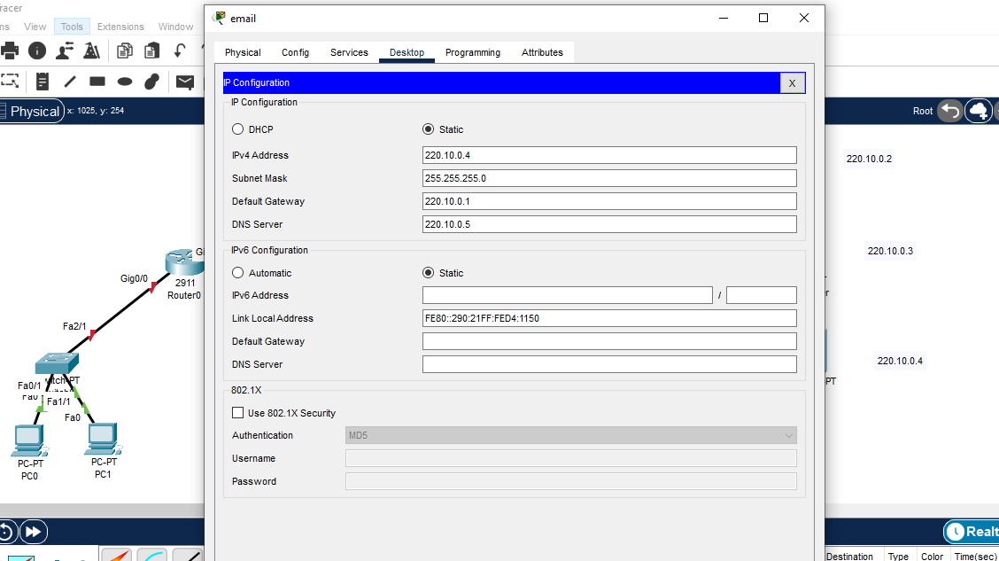 racer
email
ns View Tools Extensions Window
Physical Config Services Desktop Programming Attributes
IP Configuration X
IP Configuration
Physical x: 1025, y: 254
Root
DHCP Static
IPv4 Address 220.10.0.4
220.10.0.2
Subnet Mask 255.255.255.0
Default Gateway 220.10.0.1
DNS Server 220.10.0.5
IPv6 Configuration
220.10.0.3
Automatic Static
IPv6 Address /
Link Local Address FE80::290:21FF:FED4:1150
Default Gateway
DNS Server
220.10.0.4
PT
802.1X
Use 802.1X Security
Authentication MD5
Username
Password
Gi
Gig0/0
2911
Router0
r
Fa2/1
itch-PT
Fa0/1
Fa0
Fa1/1
Fa0
PC-PT
PC0
PC-PT
PC1
Realt
Destination Type Color Time(sec)